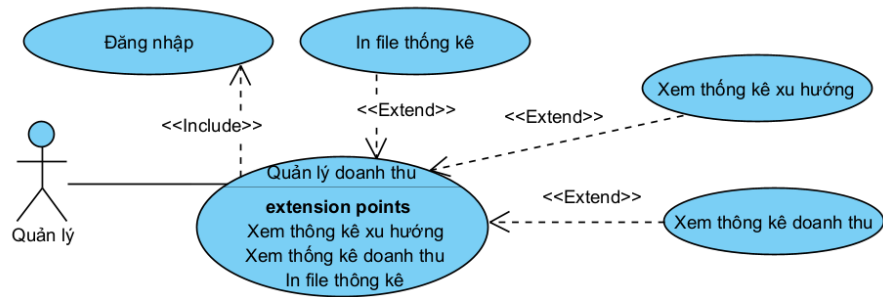 Đăng nhập
In file thống kê
Xem thống kê xu hướng
<<Extend>>
<<Extend>>
<<Include>>
Quản lý doanh thu
extension points
Xem thông kê xu hướng
Xem thống kê doanh thu
In file thông kê
<<Extend>>
Xem thông kê doanh thu
Quản lý